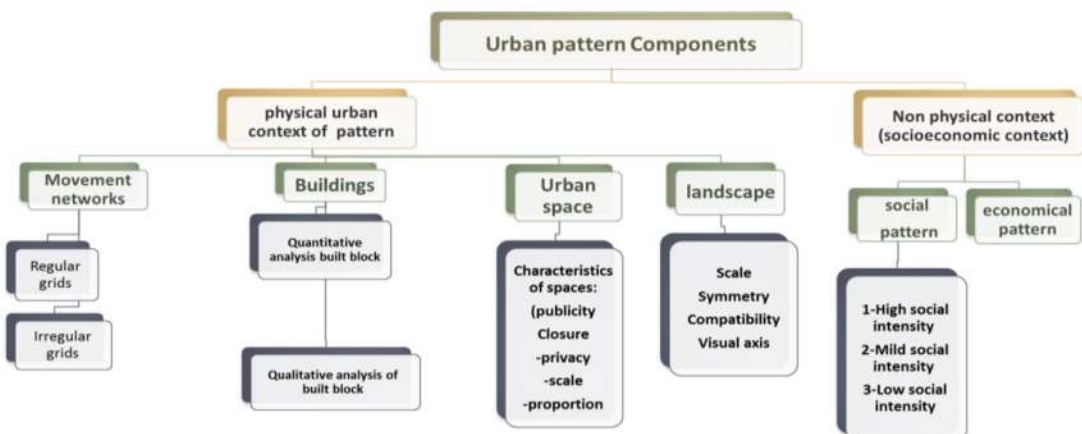 Urban pattern Components
physical urban
context of pattern
Non physical context
(socioeconomic context)
Movement
networks
Buildings
Urban
space
landscape
social
pattern
economical
pattern
Regular
grids
Irregular
grids
Quantitative
analysis built block
Qualitative analysis of
built block
Characteristics
of spaces:
(publicity
Closure
-privacy
-scale
-proportion
Scale
Symmetry
Compatibility
Visual axis
1-High social
intensity
2-Mild social
intensity
3-Low social
intensity